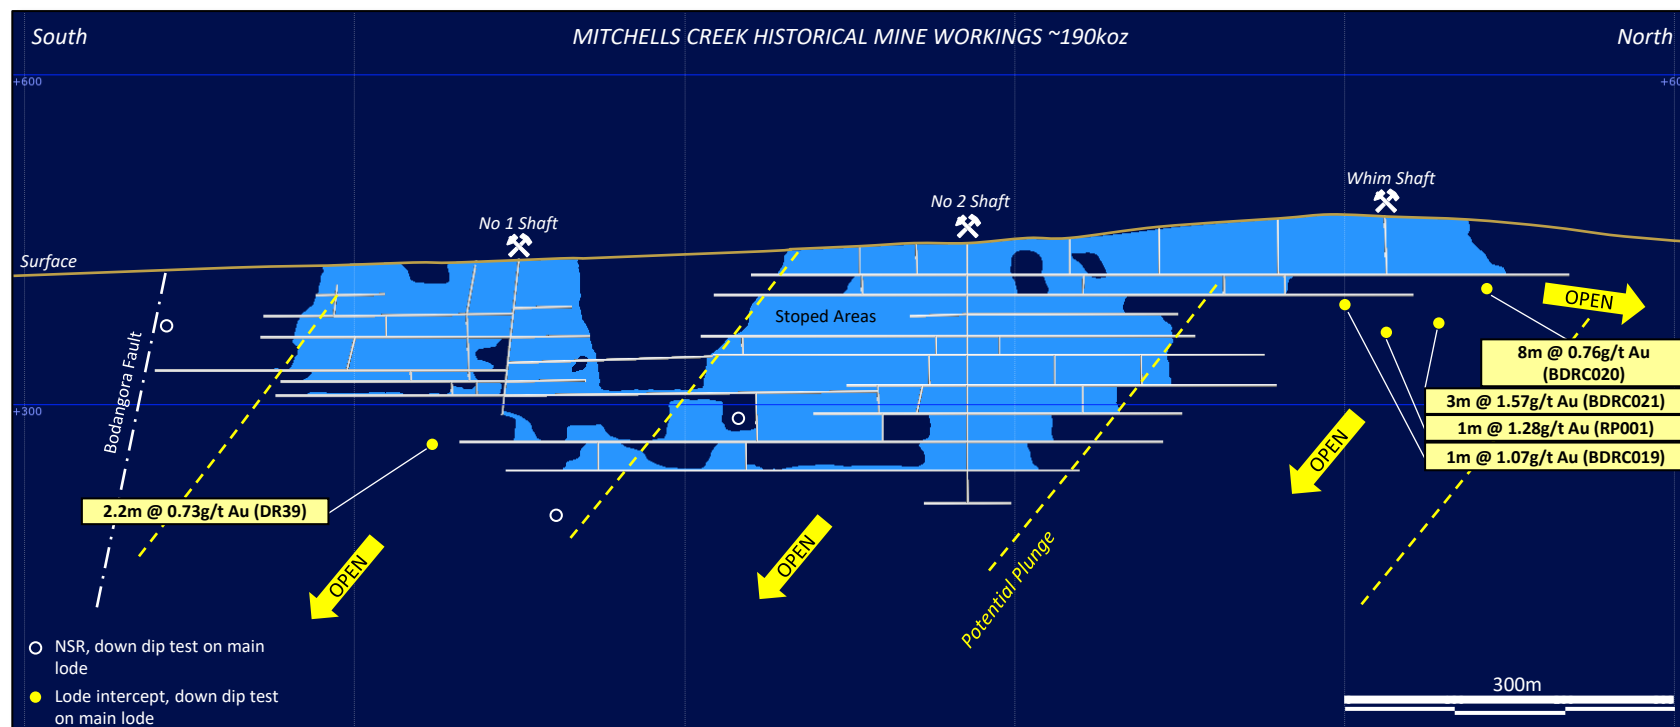 South
MITCHELLS CREEK HISTORICAL MINE WORKINGS ~190koz
North
+600
+60
Whim Shaft
No 2 Shaft
No 1 Shaft
Surface
OPEN
Stoped Areas
8m @ 0.76g/t Au
(BDRC020)
Bodangora Fault
3m @ 1.57g/t Au (BDRC021)
+300
1m @ 1.28g/t Au (RP001)
OPEN
1m @ 1.07g/t Au (BDRC019)
2.2m @ 0.73g/t Au (DR39)
OPEN
OPEN
Potential Plunge
NSR, down dip test on main
lode
Lode intercept, down dip test
on main lode
300m